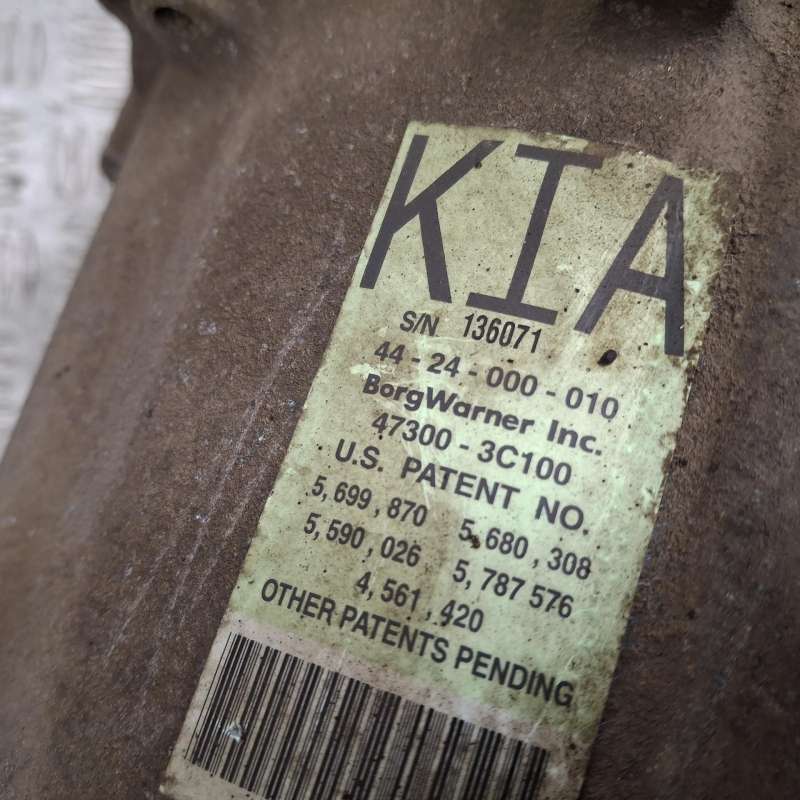 KIA
S/N 136071
44-24-000-010
BorgWarner Inc.
47300-3C100
U.S. PATENT NO.
5,699,870 5,680,308
5,590,026 5,787 576
4,561,420
OTHER PATENTS PENDING